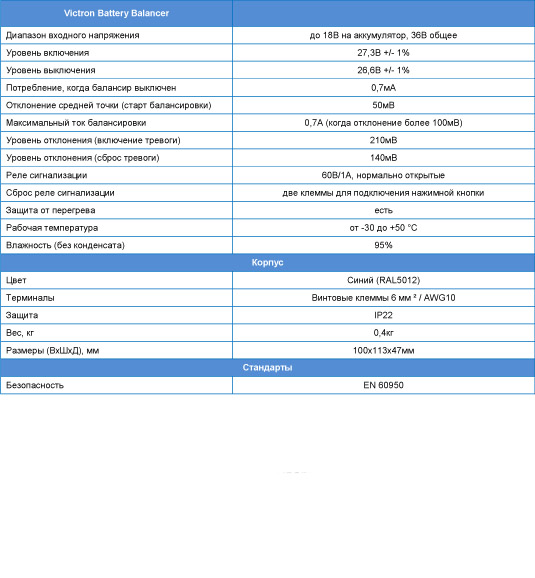 Victron Battery Balancer
Диапазон входного напряжения до 18В на аккумулятор, 36В общее
Уровень включения 27,3В +/- 1%
Уровень выключения 26,6В +/- 1%
Потребление, когда балансир выключен 0,7мА
Отклонение средней точки (старт балансировки) 50мВ
Максимальный ток балансировки 0,7А (когда отклонение более 100мВ)
Уровень отклонения (включение тревоги) 210мВ
Уровень отклонения (сброс тревоги) 140мВ
Реле сигнализации 60В/1А, нормально открытые
Сброс реле сигнализации две клеммы для подключения нажимной кнопки
Защита от перегрева есть
Рабочая температура от -30 до +50 °С
Влажность (без конденсата) 95%
Корпус
Цвет Синий (RAL5012)
Терминалы Винтовые клеммы 6 мм ² / AWG10
Защита IP22
Вес, кг 0,4кг
Размеры (ВхШхД), мм 100х113х47мм
Стандарты
Безопасность EN 60950